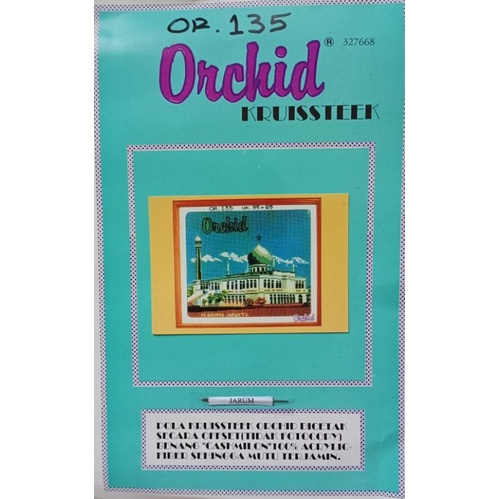 OR. 135
Orchid ® 327668
KRUISSTEEK
OR. 135 UK. 55 x 65
Orchid
Orchid
JARUM
POLA KRUISSTEEK ORCHID DICETAK
SECARA OFFSET(TIDAK FOTOCOPY)
BENANG "CASHMILON"100% ACRYLIC-
FIBER SEHINGGA MUTU TERJAMIN.